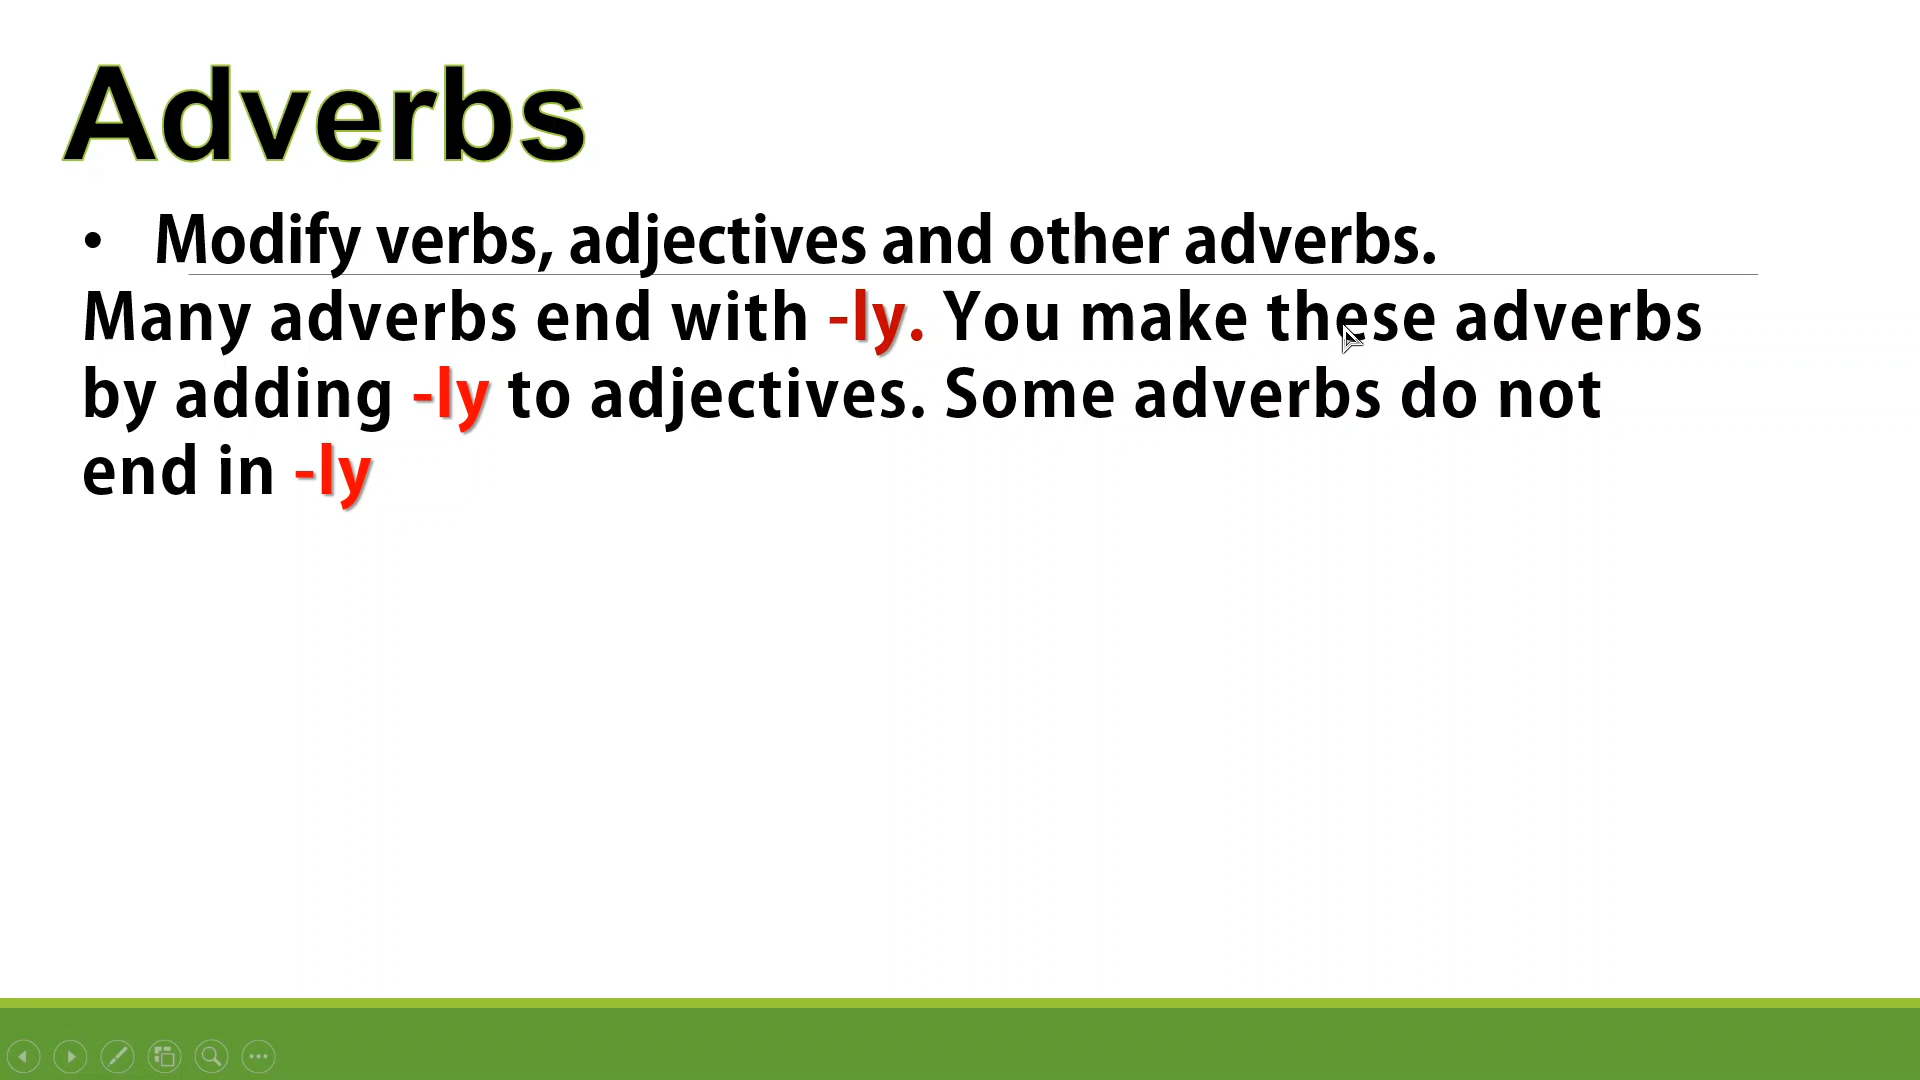 Adverbs
• Modify verbs, adjectives and other adverbs.
Many adverbs end with -ly. You make these adverbs
by adding -ly to adjectives. Some adverbs do not
end in -ly